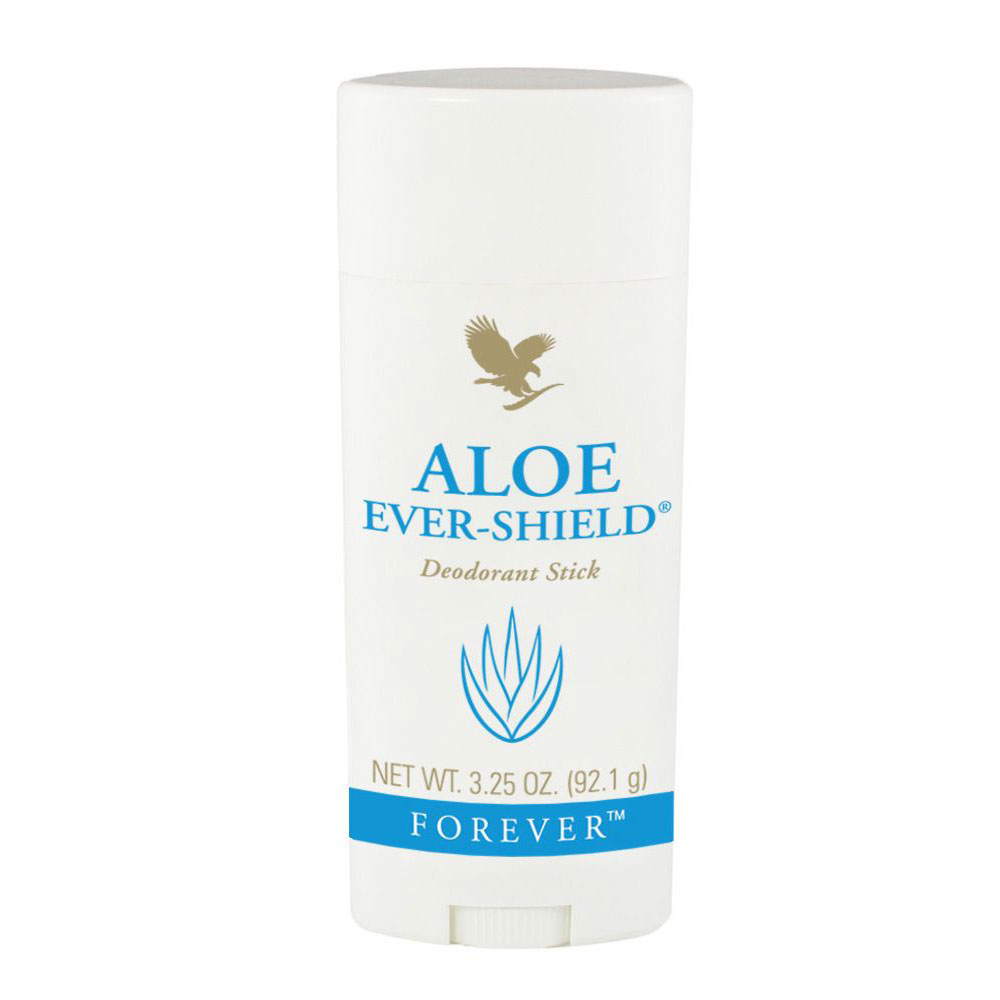 ALOE
EVER-SHIELD®
Deodorant Stick
NET WT. 3.25 OZ. (92.1 g)
FOREVER™